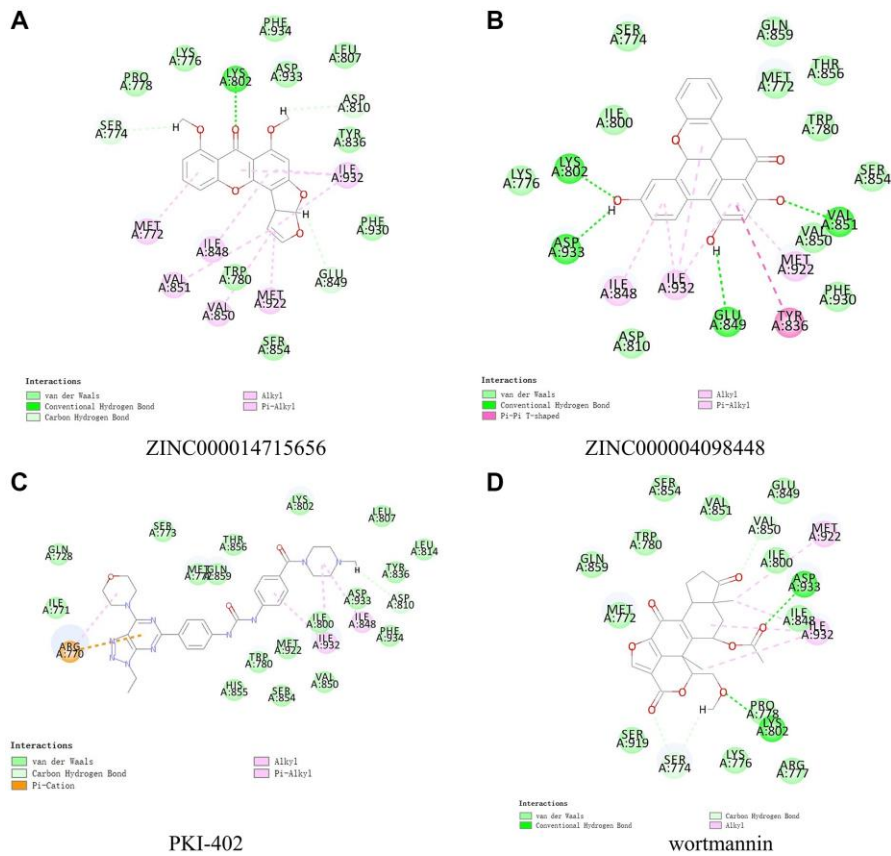 A
PHE
A:934
LYS
A:776
LEU
A:807
LYS
A:802
ASP
A:933
PRO
A:778
ASP
A:810
H
SER
A:774
H
O
O
O
TYR
A:836
ILE
A:932
O
O
H
MET
A:772
PHE
A:930
ILE
A:848
O
TRP
A:780
GLU
A:849
VAL
A:851
MET
A:922
VAL
A:850
SER
A:854
Interactions
van der Waals
Conventional Hydrogen Bond
Carbon Hydrogen Bond
Alkyl
Pi-Alkyl
ZINC000014715656
B
SER
A:774
GLN
A:859
THR
A:856
MET
A:772
ILE
A:800
TRP
A:780
O
O
LYS
A:802
LYS
A:776
SER
A:854
O
O
H
VAL
A:851
ASP
A:933
O
H
VAL
A:850
MET
A:922
ILE
A:848
ILE
A:932
PHE
A:930
GLU
A:849
TYR
A:836
ASP
A:810
Interactions
van der Waals
Conventional Hydrogen Bond
Pi-Pi T-shaped
Alkyl
Pi-Alkyl
ZINC000004098448
C
LYS
A:802
SER
A:773
LEU
A:807
THR
A:856
GLN
A:728
LEU
A:814
GLN
A:859
TYR
A:836
ILE
A:771
ASP
A:933
ASP
A:810
ILE
A:800
ILE
A:848
ARG
A:770
ILE
A:932
PHE
A:934
MET
A:922
TRP
A:780
VAL
A:850
HIS
A:855
SER
A:854
Interactions
van der Waals
Carbon Hydrogen Bond
Pi-Cation
Alkyl
Pi-Alkyl
PKI-402
D
SER
A:854
GLU
A:849
VAL
A:851
VAL
A:850
MET
A:922
TRP
A:780
GLN
A:859
ILE
A:800
ASP
A:933
MET
A:772
ILE
A:848
ILE
A:932
PRO
A:778
LYS
A:802
SER
A:919
SER
A:774
LYS
A:776
ARG
A:777
Interactions
van der Waals
Conventional Hydrogen Bond
Carbon Hydrogen Bond
Alkyl
wortmannin